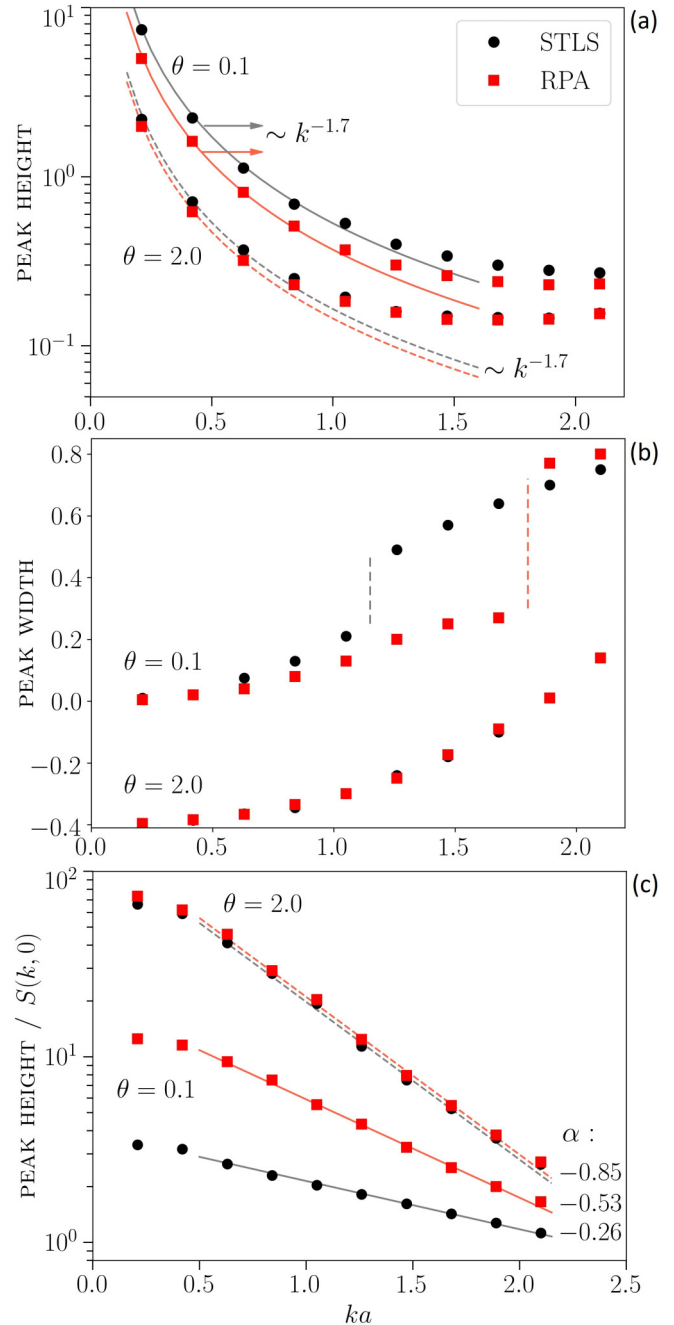 (a)
STLS
RPA
θ = 0.1
∼ k^{−1.7}
θ = 2.0
∼ k^{−1.7}
10^1
10^0
10^{−1}
PEAK HEIGHT
0.0 0.5 1.0 1.5 2.0
(b)
0.8
0.6
0.4
0.2
0.0
−0.2
−0.4
PEAK WIDTH
θ = 0.1
θ = 2.0
0.0 0.5 1.0 1.5 2.0
(c)
10^2
10^1
10^0
PEAK HEIGHT / S(k, 0)
θ = 2.0
θ = 0.1
α :
−0.85
−0.53
−0.26
0.0 0.5 1.0 1.5 2.0 2.5
ka